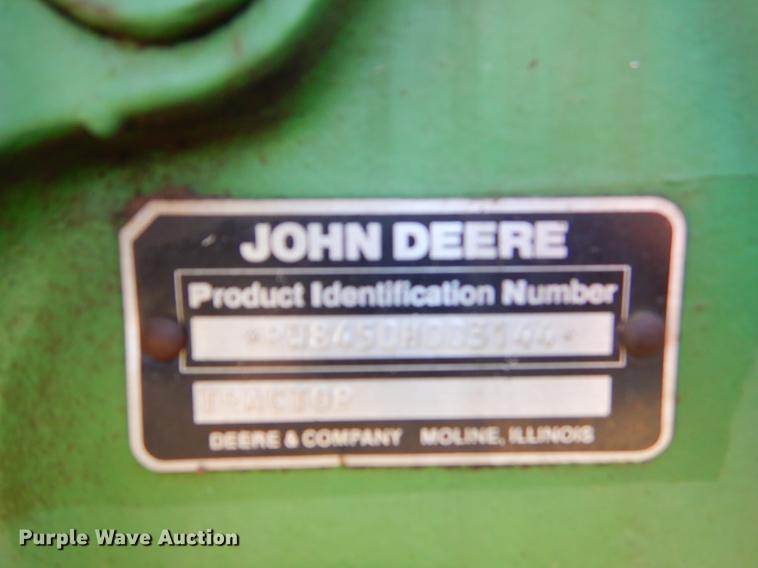 JOHN DEERE
Product Identification Number
TRACTOR
DEERE & COMPANY MOLINE, ILLINOIS
Purple Wave Auction